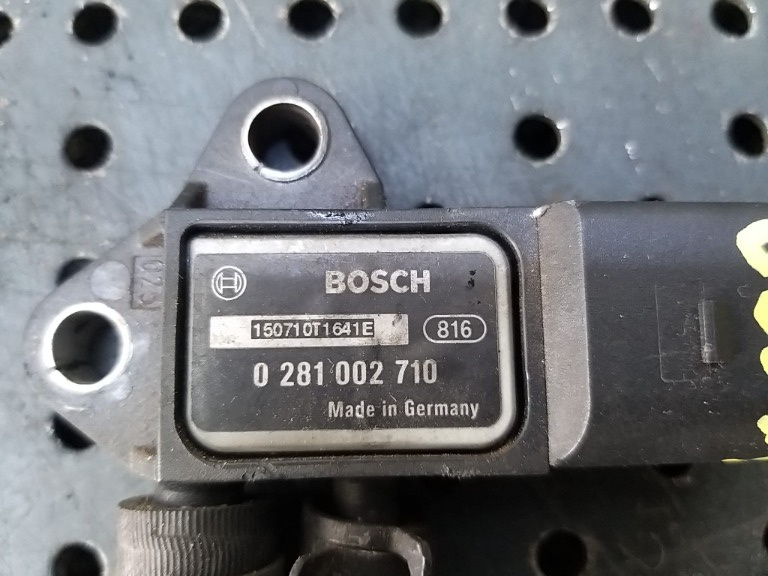 BOSCH
150710T1641E 816
0 281 002 710
Made in Germany